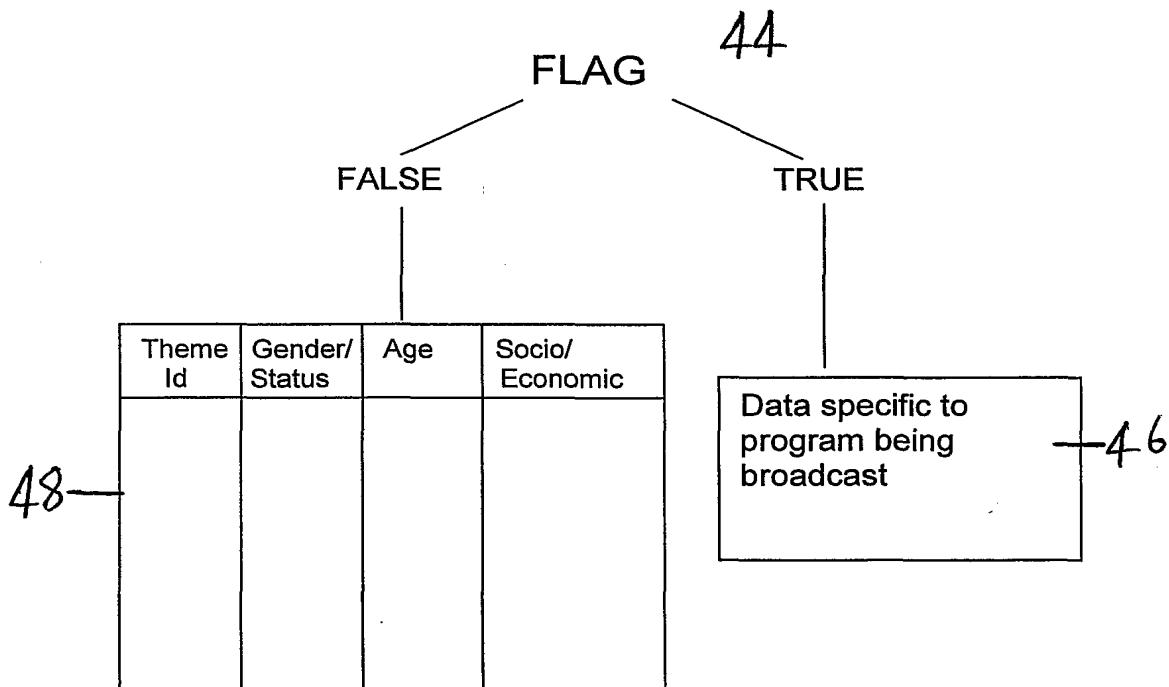 44
FLAG
FALSE
TRUE
Theme Id
Gender/ Status
Age
Socio/ Economic
Data specific to
program being
broadcast
46
48